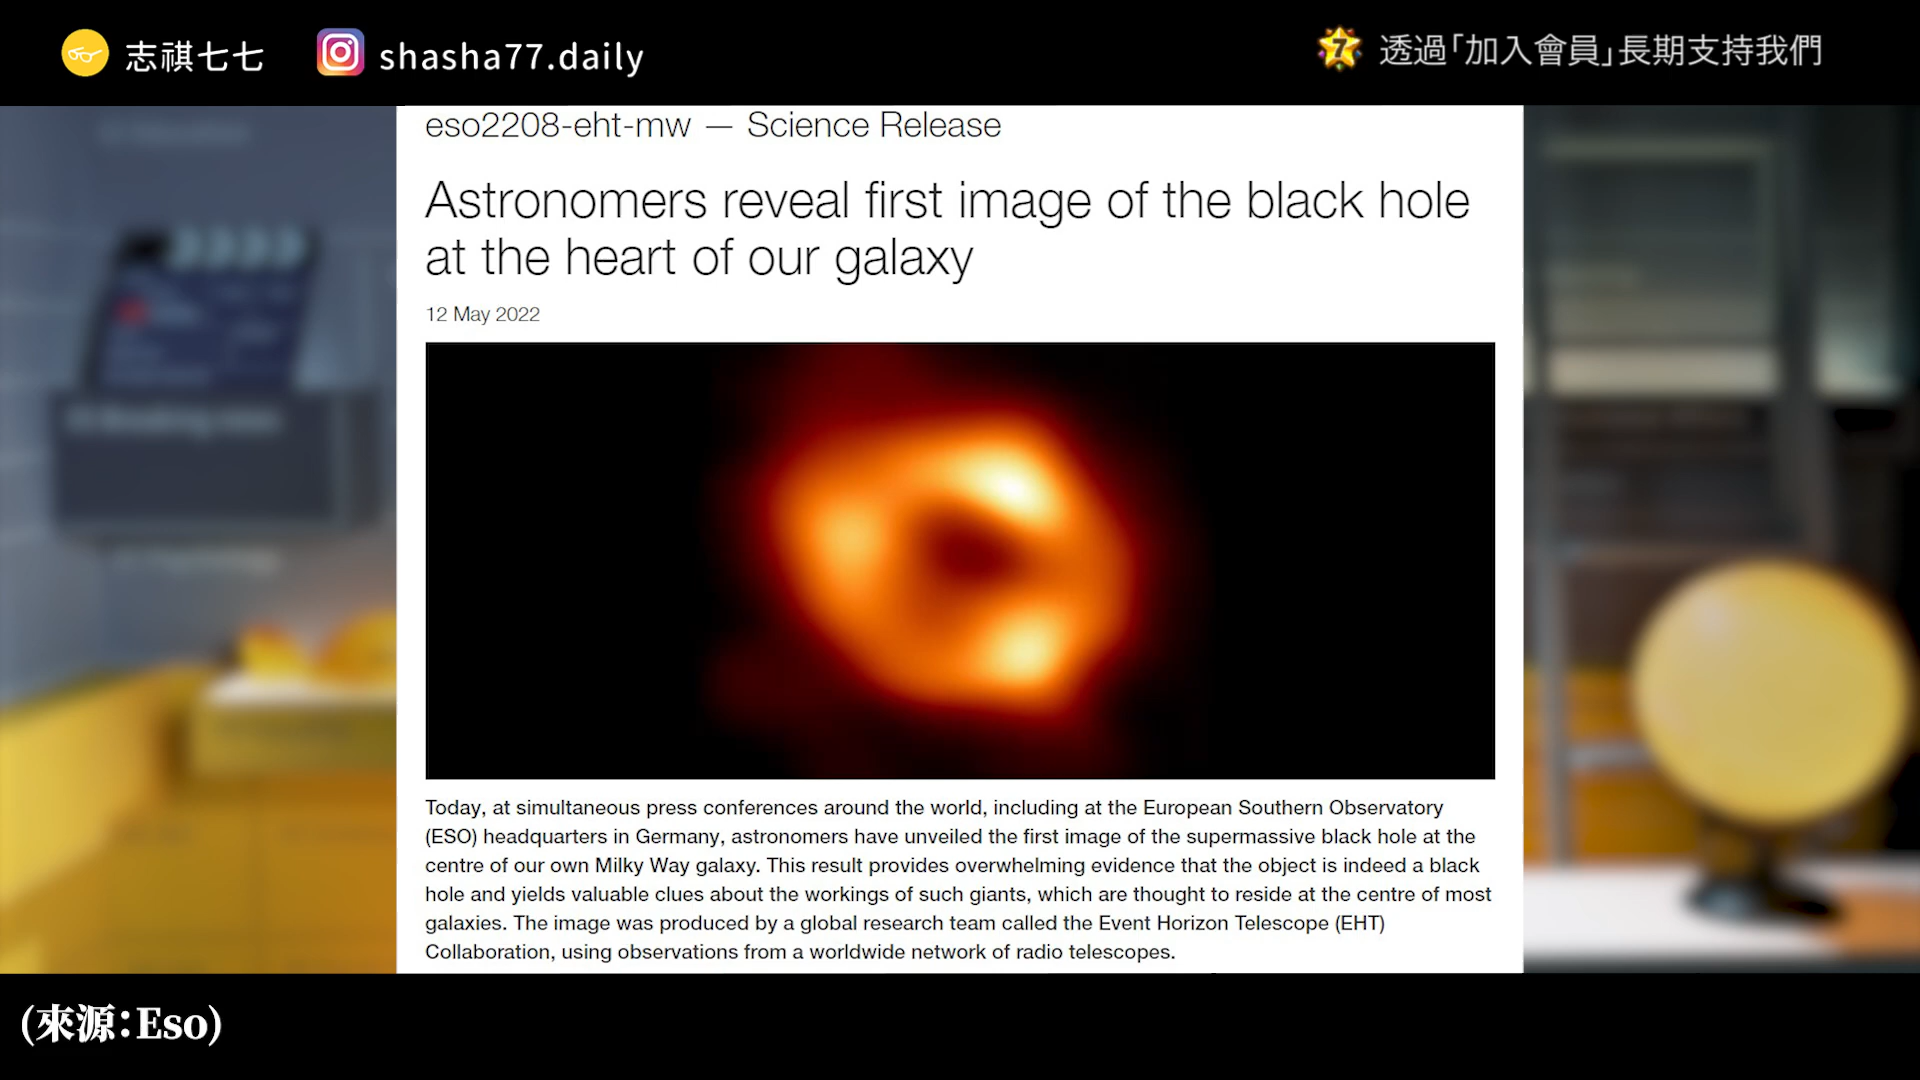 志祺七七
shasha77.daily
透過「加入會員」長期支持我們
eso2208-eht-mw — Science Release
Astronomers reveal first image of the black hole
at the heart of our galaxy
12 May 2022
Today, at simultaneous press conferences around the world, including at the European Southern Observatory
(ESO) headquarters in Germany, astronomers have unveiled the first image of the supermassive black hole at the
centre of our own Milky Way galaxy. This result provides overwhelming evidence that the object is indeed a black
hole and yields valuable clues about the workings of such giants, which are thought to reside at the centre of most
galaxies. The image was produced by a global research team called the Event Horizon Telescope (EHT)
Collaboration, using observations from a worldwide network of radio telescopes.
(來源：Eso)